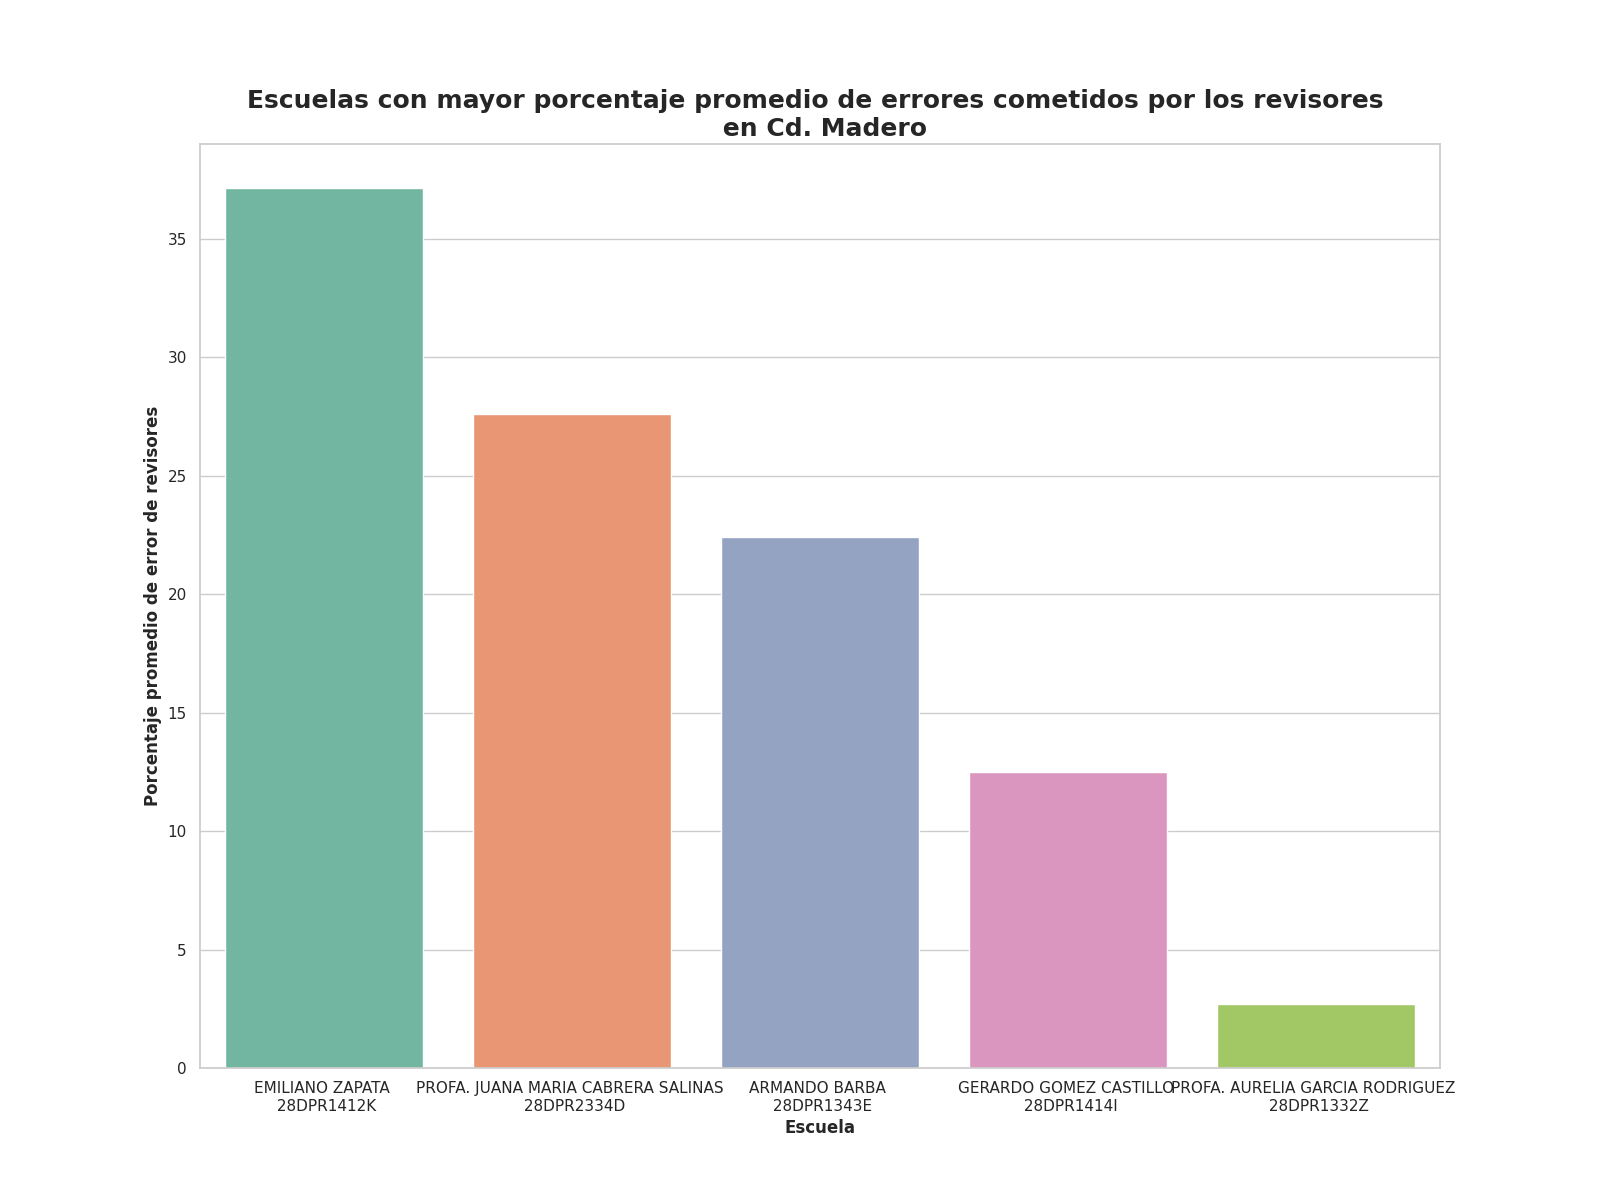 Escuelas con mayor porcentaje promedio de errores cometidos por los revisores
en Cd. Madero
Porcentaje promedio de error de revisores
35
30
25
20
15
10
5
0
EMILIANO ZAPATA
28DPR1412K
PROFA. JUANA MARIA CABRERA SALINAS
28DPR2334D
ARMANDO BARBA
28DPR1343E
GERARDO GOMEZ CASTILLO
28DPR1414I
PROFA. AURELIA GARCIA RODRIGUEZ
28DPR1332Z
Escuela